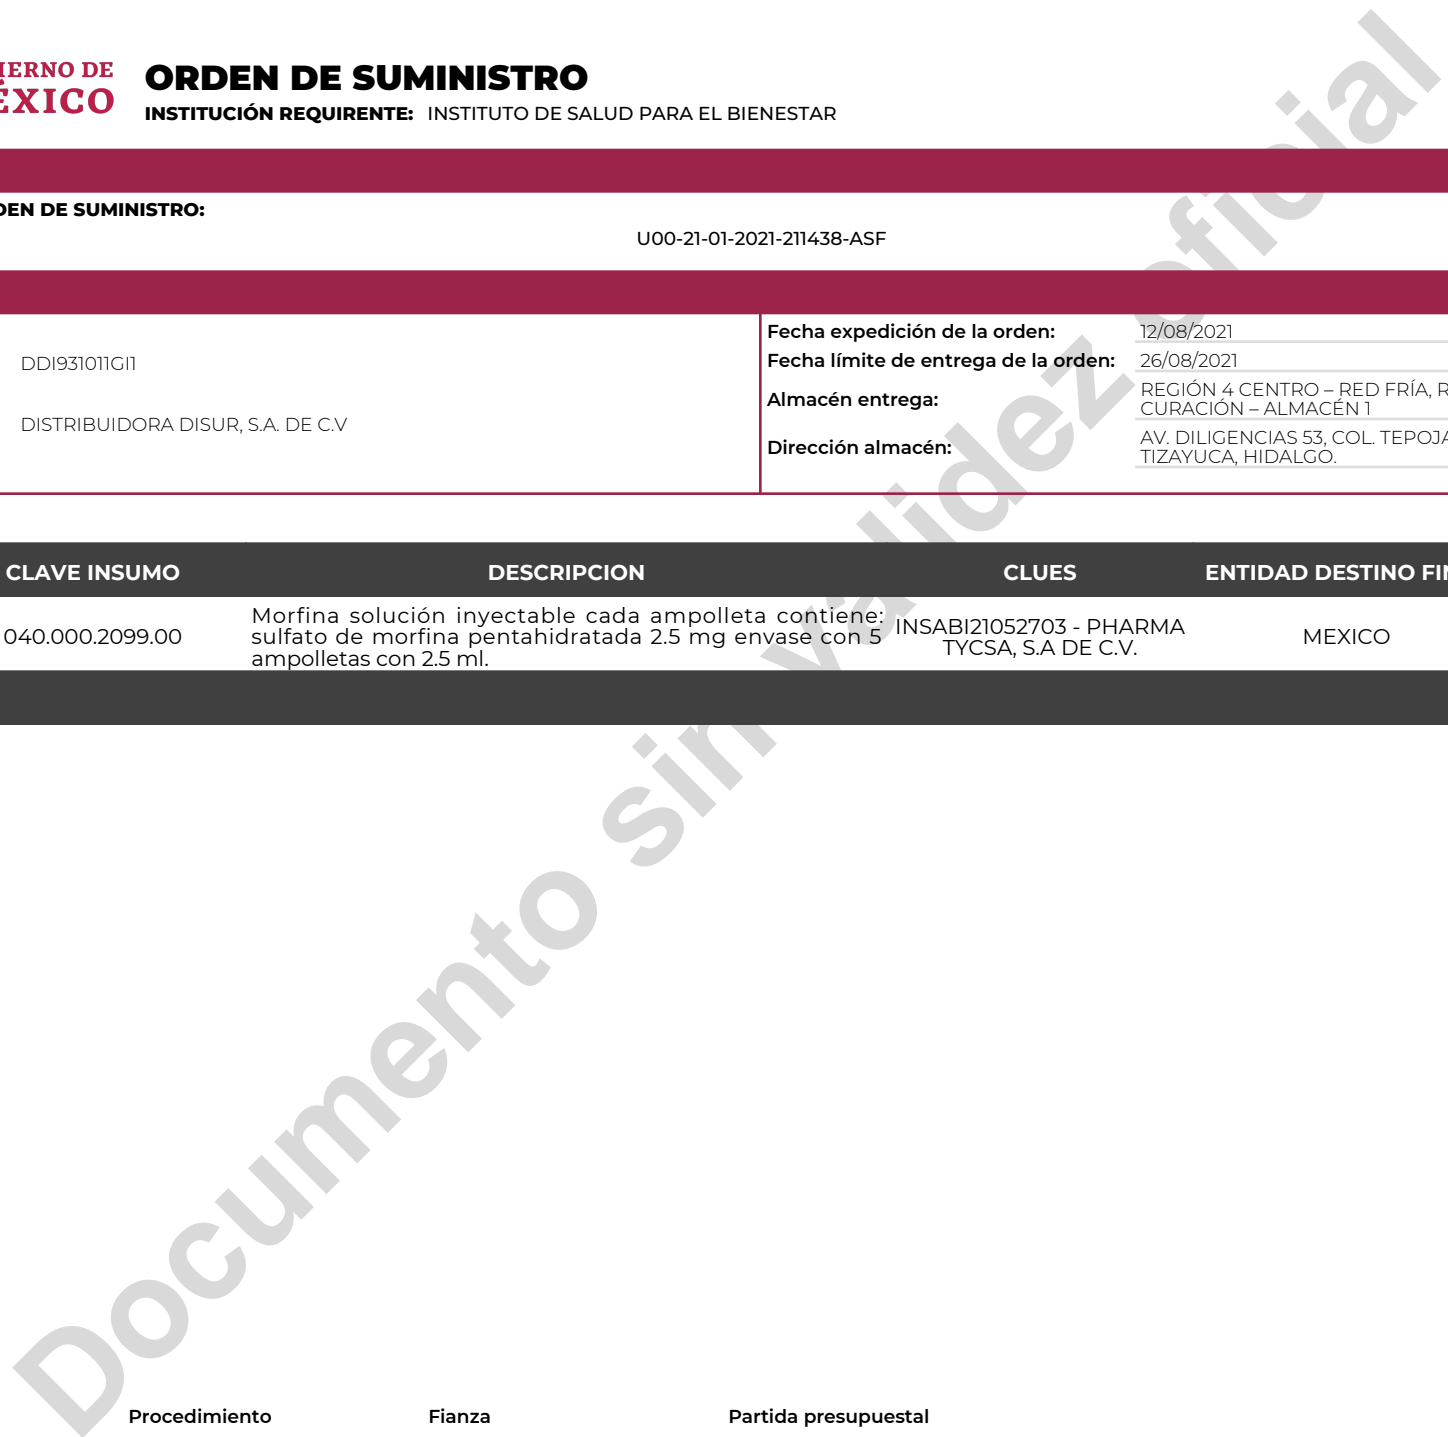 IERNO DE
ÉXICO
ORDEN DE SUMINISTRO
INSTITUCIÓN REQUIRENTE: INSTITUTO DE SALUD PARA EL BIENESTAR
DEN DE SUMINISTRO:
U00-21-01-2021-211438-ASF
DDI931011GI1
DISTRIBUIDORA DISUR, S.A. DE C.V
Fecha expedición de la orden: 12/08/2021
Fecha límite de entrega de la orden: 26/08/2021
Almacén entrega: REGIÓN 4 CENTRO – RED FRÍA, R
CURACIÓN – ALMACÉN 1
Dirección almacén: AV. DILIGENCIAS 53, COL. TEPOJA
TIZAYUCA, HIDALGO.
CLAVE INSUMO DESCRIPCION CLUES ENTIDAD DESTINO FIN
040.000.2099.00
Morfina solución inyectable cada ampolleta contiene:
sulfato de morfina pentahidratada 2.5 mg envase con 5
ampolletas con 2.5 ml.
INSABI21052703 - PHARMA
TYCSA, S.A DE C.V.
MEXICO
Documento sin validez oficial
Procedimiento Fianza Partida presupuestal